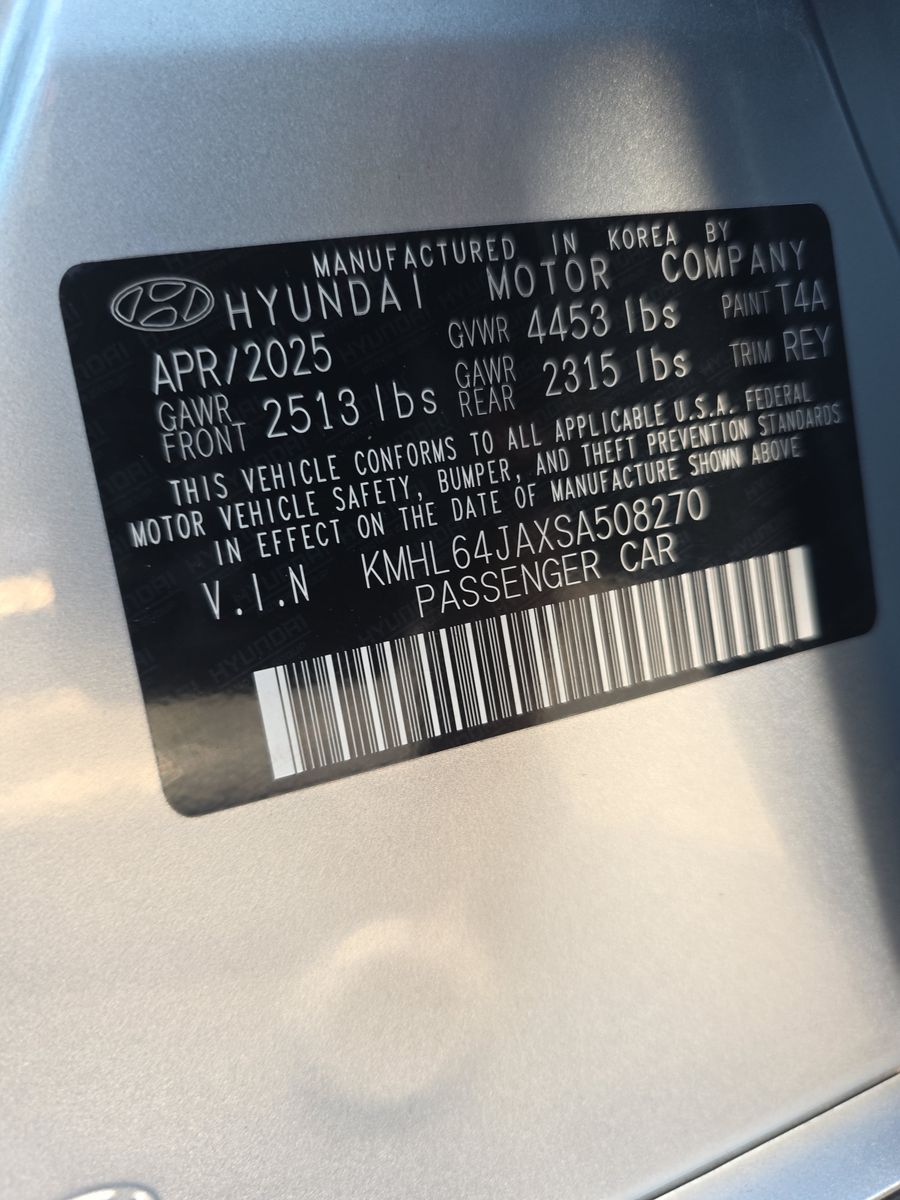 MANUFACTURED IN KOREA BY
HYUNDAI MOTOR COMPANY
APR/2025 GVWR 4453 lbs PAINT T4A
GAWR FRONT 2513 lbs GAWR REAR 2315 lbs TRIM REY
THIS VEHICLE CONFORMS TO ALL APPLICABLE U.S.A. FEDERAL
MOTOR VEHICLE SAFETY, BUMPER, AND THEFT PREVENTION STANDARDS
IN EFFECT ON THE DATE OF MANUFACTURE SHOWN ABOVE
V.I.N KMHL64JAXSA508270
PASSENGER CAR